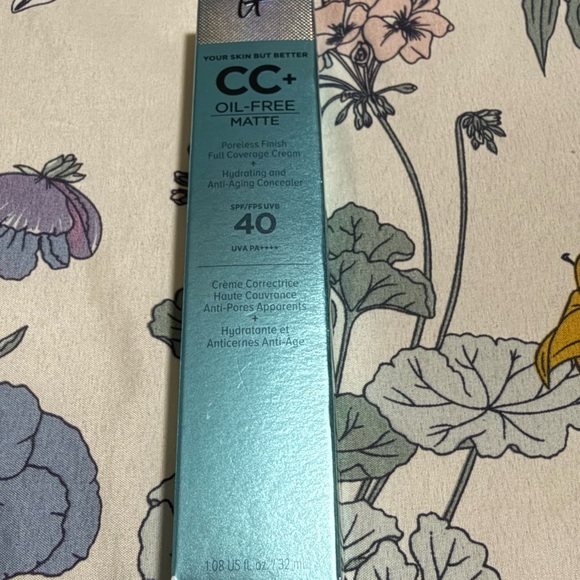 IT
YOUR SKIN BUT BETTER
CC+
OIL-FREE
MATTE
Poreless Finish
Full Coverage Cream
+
Hydrating and
Anti-Aging Concealer
SPF/FPS UVB
40
UVA PA++++
Crème Correctrice
Haute Couvrance
Anti-Pores Apparents
+
Hydratante et
Anticernes Anti-Âge
1.08 US fl. oz. / 32 mL